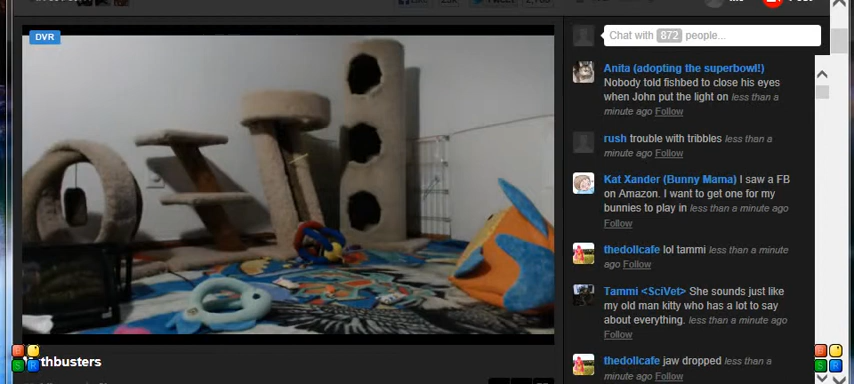 DVR
Chat with 872 people...
Anita (adopting the superbowl!)
Nobody told fishbed to close his eyes
when John put the light on less than a
minute ago Follow
rush trouble with tribbles less than a
minute ago Follow
Kat Xander (Bunny Mama) I saw a FB
on Amazon. I want to get one for my
bunnies to play in less than a minute ago
Follow
thedollcafe lol tammi less than a minute
ago Follow
Tammi <SciVet> She sounds just like
my old man kitty who has a lot to say
about everything. less than a minute ago
Follow
thedollcafe jaw dropped less than a
minute ago Follow
thbusters